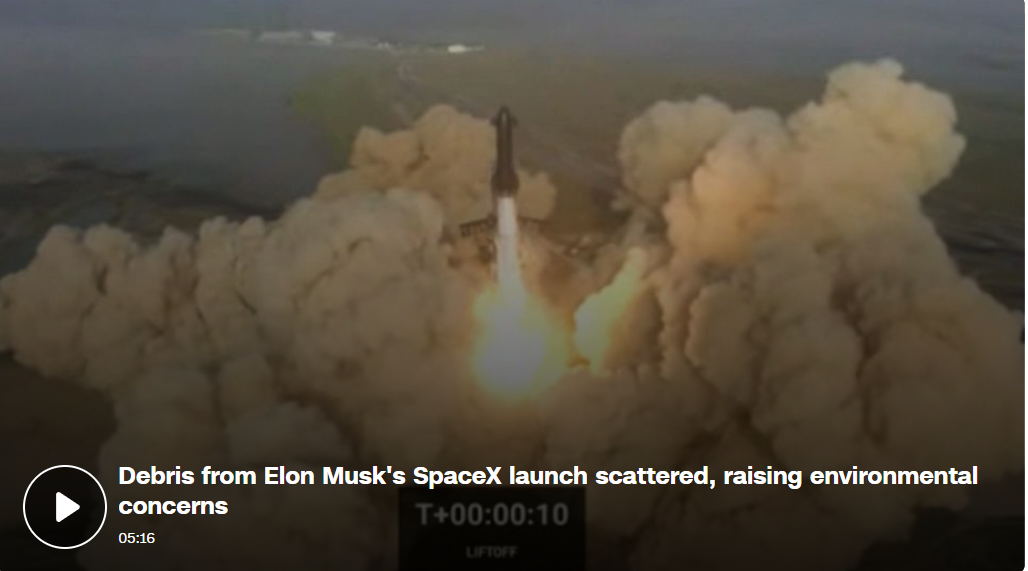 Debris from Elon Musk's SpaceX launch scattered, raising environmental
concerns
T+00:00:10
05:16
LIFTOFF